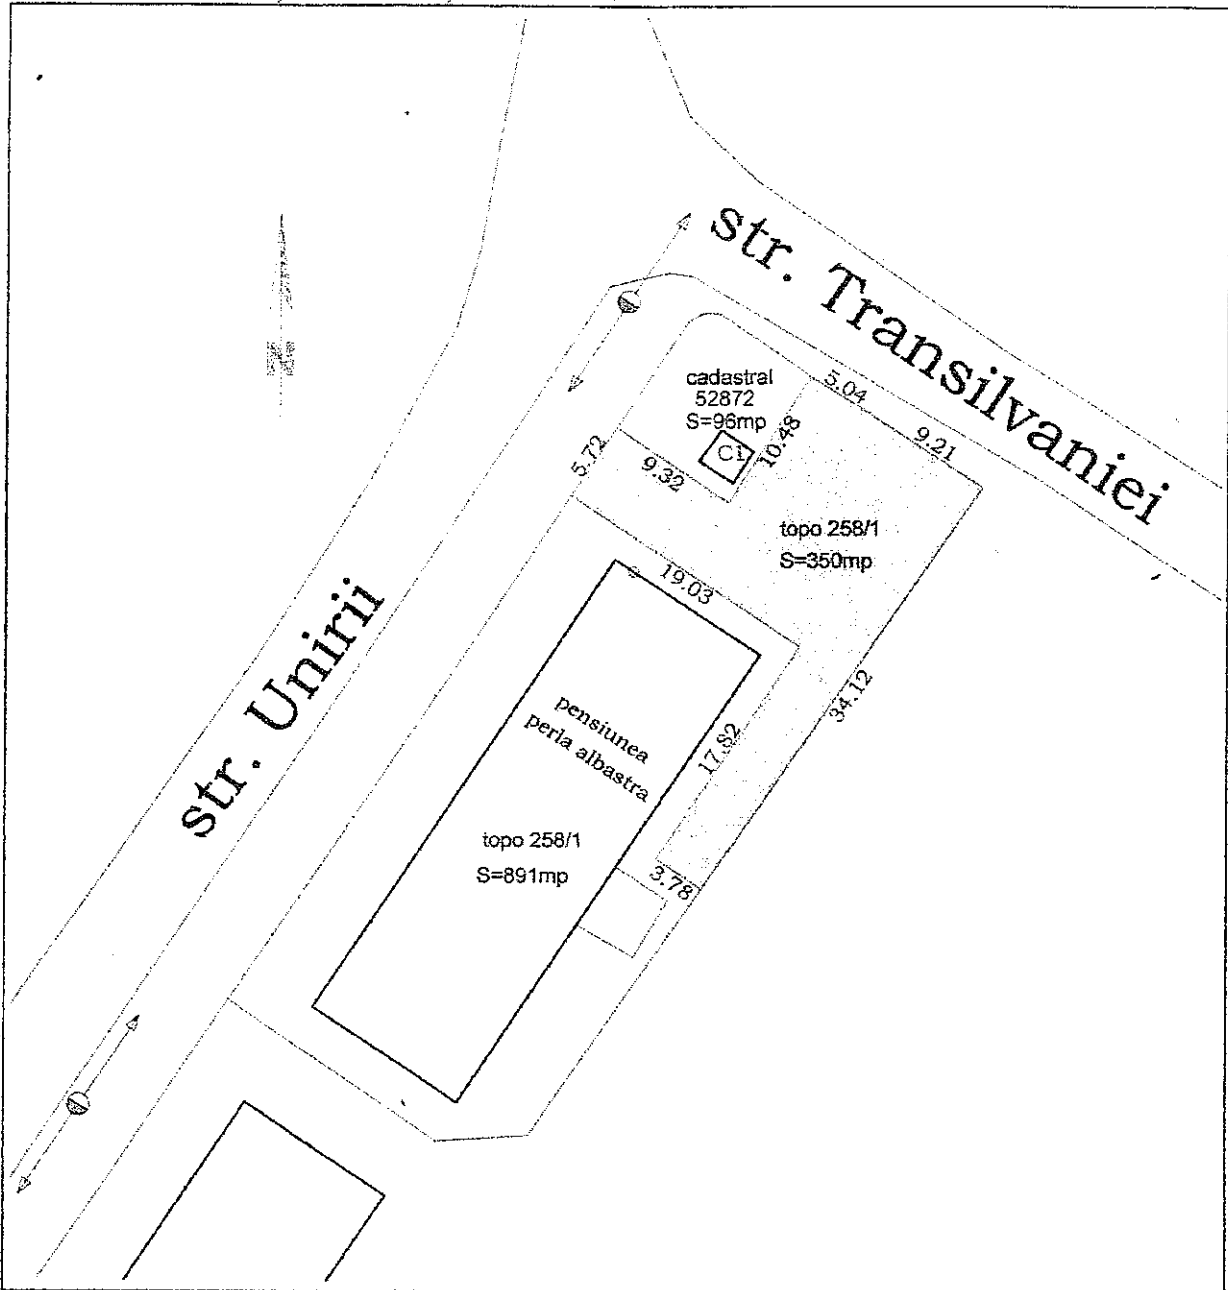 str. Transilvaniei
N
cadastral
52872
S=96mp
C1
5.04
9.21
10.48
5.72
9.32
topo 258/1
S=350mp
19.03
str. Unirii
34.12
pensiunea
perla albastra
17.82
topo 258/1
S=891mp
3.78